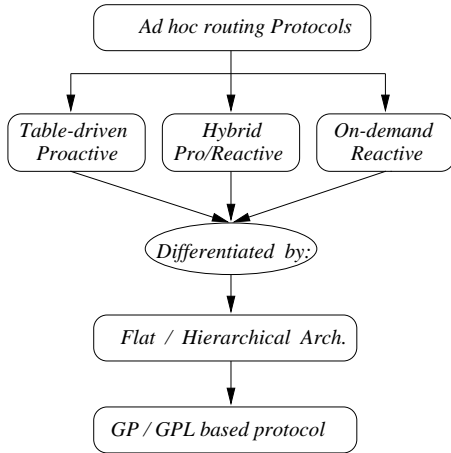 Ad hoc routing Protocols
Table-driven
Proactive
Hybrid
Pro/Reactive
On-demand
Reactive
Differentiated by:
Flat / Hierarchical Arch.
GP / GPL based protocol